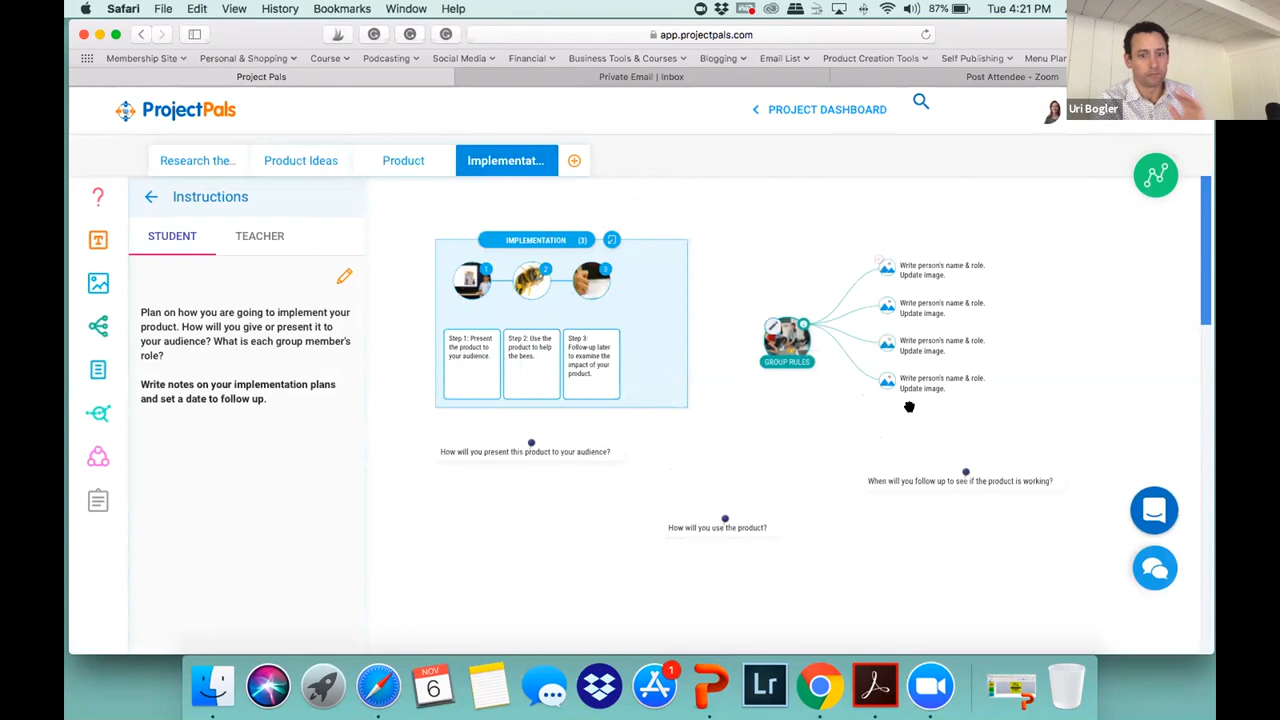 Safari File Edit View History Bookmarks Window Help
87% Tue 4:21 PM
app.projectpals.com
Membership Site Personal & Shopping Course Podcasting Social Media Financial Business Tools & Courses Blogging Email List Product Creation Tools Self Publishing Menu Plan
Project Pals Private Email | Inbox Post Attendee - Zoom
Uri Bogler
ProjectPals
PROJECT DASHBOARD
Research the... Product Ideas Product Implementat...
Instructions
STUDENT TEACHER
Plan on how you are going to implement your
product. How will you give or present it to
your audience? What is each group member's
role?
Write notes on your implementation plans
and set a date to follow up.
IMPLEMENTATION (3)
1 2 3
Step 1: Present
the product to
your audience.
Step 2: Use the
product to help
the bees.
Step 3:
Follow-up later
to examine the
impact of your
product.
How will you present this product to your audience?
How will you use the product?
GROUP RULES
Write person's name & role.
Update image.
Write person's name & role.
Update image.
Write person's name & role.
Update image.
Write person's name & role.
Update image.
When will you follow up to see if the product is working?
NOV
6
1
Lr